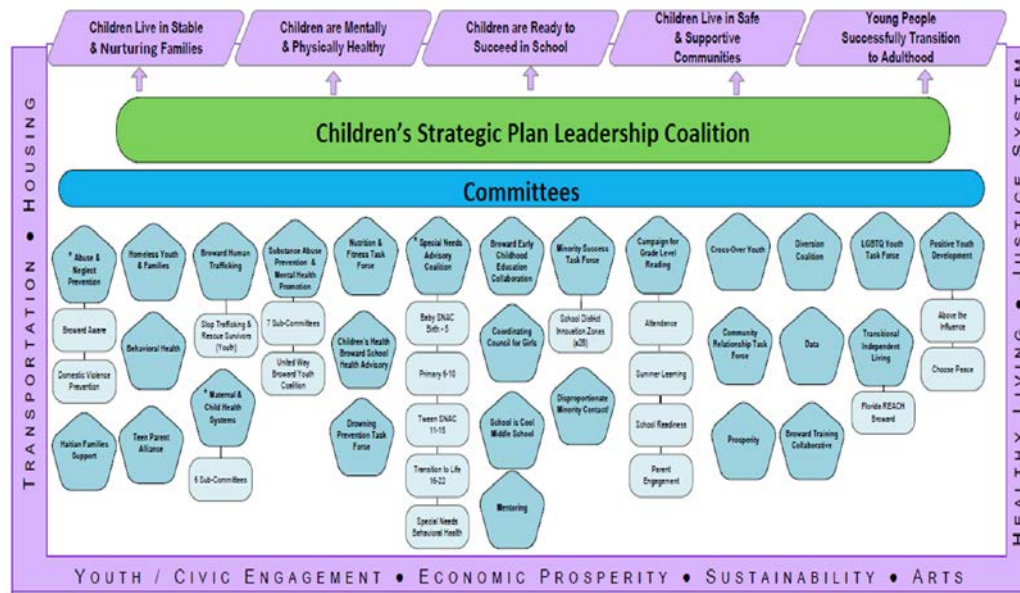 Children Live in Stable
& Nurturing Families
Children are Mentally
& Physically Healthy
Children are Ready to
Succeed in School
Children Live in Safe
& Supportive
Communities
Young People
Successfully Transition
to Adulthood
TRANSPORTATION • HOUSING
Children's Strategic Plan Leadership Coalition
Committees
* Abuse &
Neglect
Prevention
Broward Aware
Domestic Violence
Prevention
Haitian Families
Support
Homeless Youth
& Families
Behavioral Health
Teen Parent
Alliance
Broward Human
Trafficking
Stop Trafficking &
Rescue Survivors
(Youth)
* Maternal &
Child Health
Systems
6 Sub-Committees
Substance Abuse
Prevention &
Mental Health
Promotion
7 Sub-Committees
United Way
Broward Youth
Coalition
Nutrition &
Fitness Task
Force
Children's Health
Broward School
Health Advisory
Drowning
Prevention Task
Force
* Special Needs
Advisory
Coalition
Baby SNAC
Birth - 5
Primary 6-10
Tween SNAC
11-15
Transition to Life
16-22
Special Needs
Behavioral Health
Broward Early
Childhood
Education
Collaboration
Coordinating
Council for Girls
School is Cool
Middle School
Mentoring
Minority Success
Task Force
School District
Innovation Zones
(x28)
Disproportionate
Minority Contact/
Campaign for
Grade Level
Reading
Attendance
Summer Learning
School Readiness
Parent
Engagement
Cross-Over Youth
Community
Relationship Task
Force
Prosperity
Diversion
Coalition
Data
Broward Training
Collaborative
LGBTQ Youth
Task Force
Transitional
Independent
Living
Florida REACH
Broward
Positive Youth
Development
Above the
Influence
Choose Peace
HEALTHY LIVING • JUSTICE SYSTEM
YOUTH / CIVIC ENGAGEMENT • ECONOMIC PROSPERITY • SUSTAINABILITY • ARTS